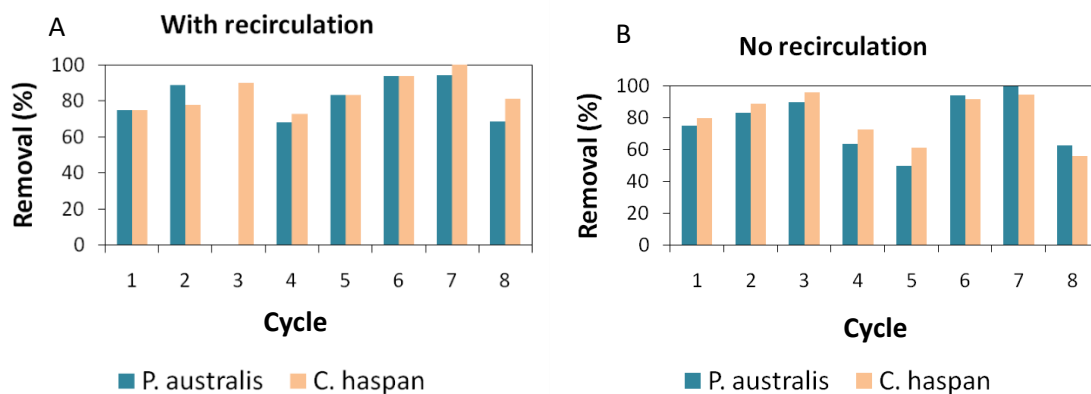 A
With recirculation
Removal (%)
100
80
60
40
20
0
1 2 3 4 5 6 7 8
Cycle
P. australis C. haspan
B
No recirculation
Removal (%)
100
80
60
40
20
0
1 2 3 4 5 6 7 8
Cycle
P. australis C. haspan